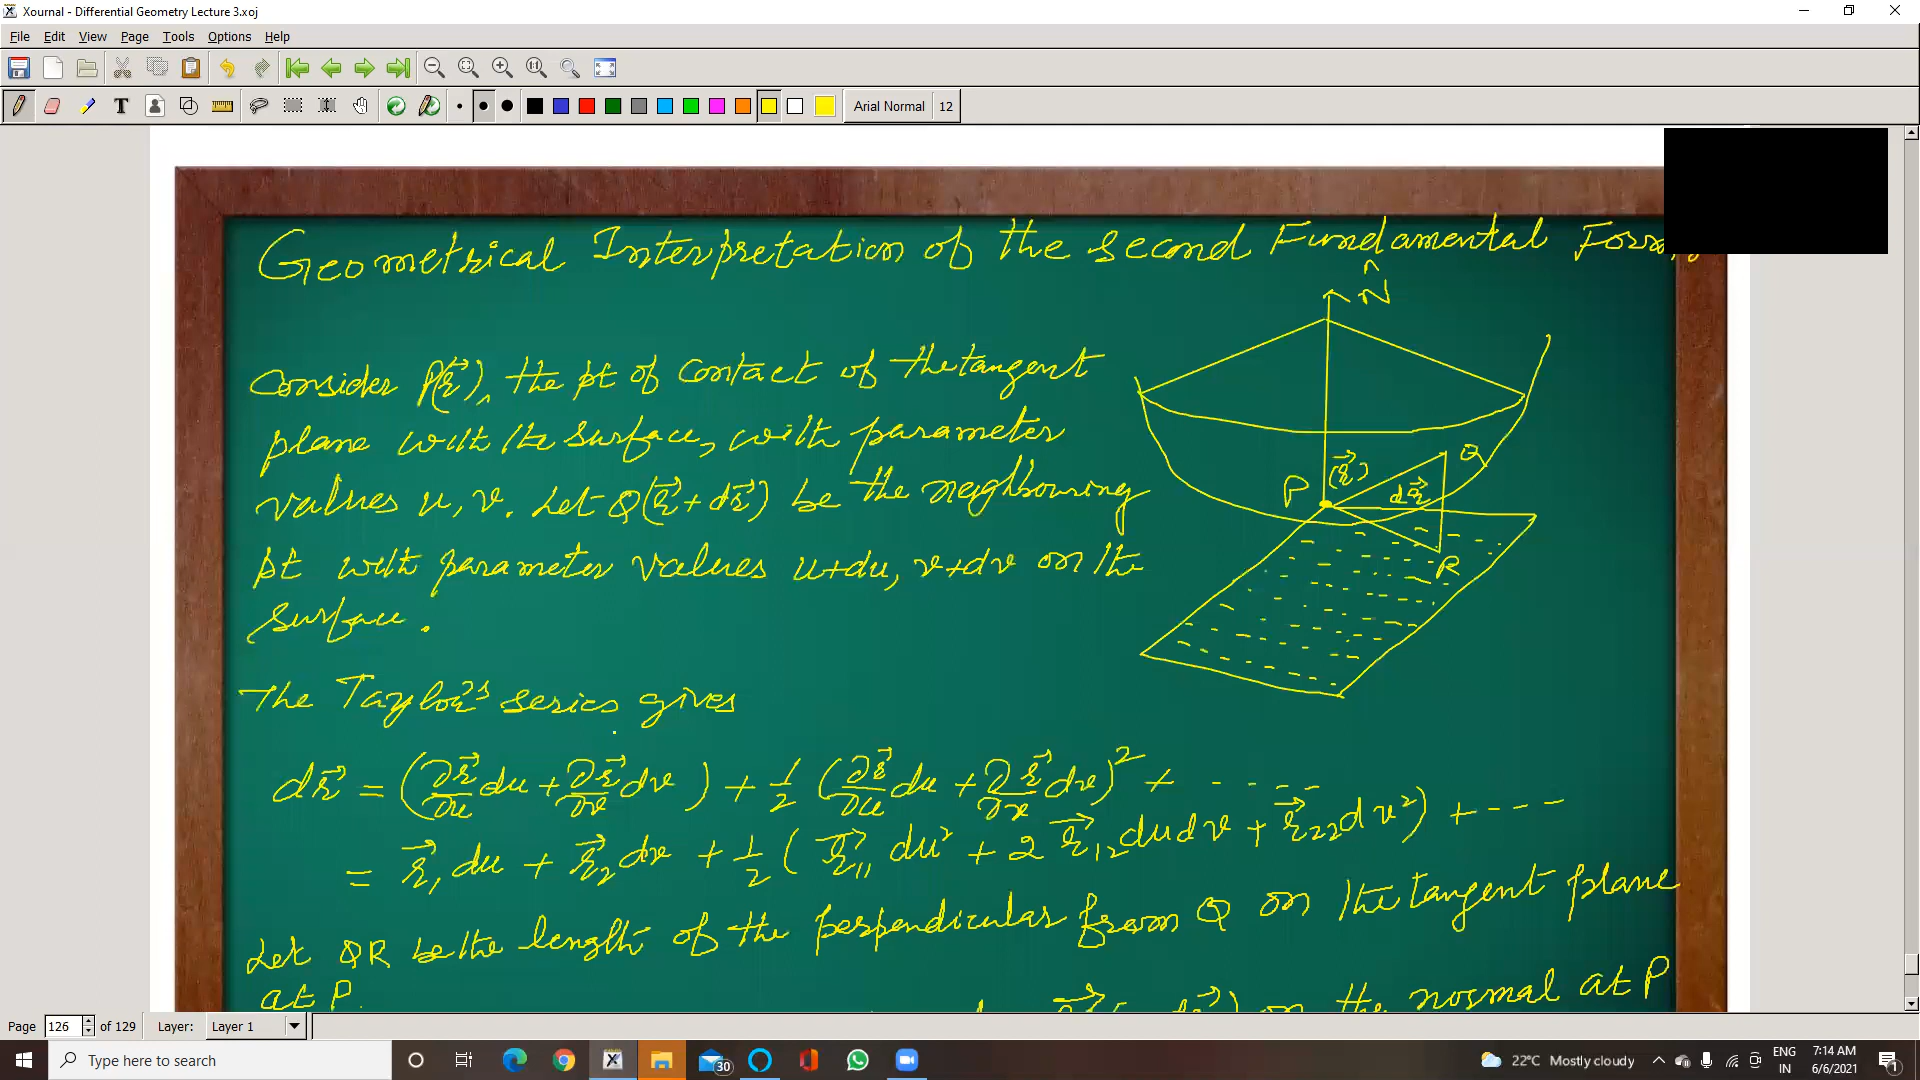 Xournal - Differential Geometry Lecture 3.xoj
File Edit View Page Tools Options Help
Arial Normal 12
Geometrical Interpretation of the second Fundamental Form
N̂
Consider P(r⃗), the pt of contact of the tangent
plane with the surface, with parameter
values u, v. Let Q(r⃗+dr⃗) be the neighbouring
pt with parameter values u+du, v+dv on the
surface.
P (r⃗) Q
dr⃗
R
The Taylor's series gives
dr⃗ = (∂r⃗/∂u du + ∂r⃗/∂v dv) + 1/2 (∂r⃗/∂u du + ∂r⃗/∂v dv)² + - - - -
= r⃗₁ du + r⃗₂ dv + 1/2 ( r⃗₁₁ du² + 2 r⃗₁₂ du dv + r⃗₂₂ dv²) + - - - -
Let QR be the length of the perpendicular from Q on the tangent plane
at P.
on the normal at P
Page 126 of 129 Layer: Layer 1
Type here to search
30
22°C Mostly cloudy
ENG
IN
7:14 AM
6/6/2021
1